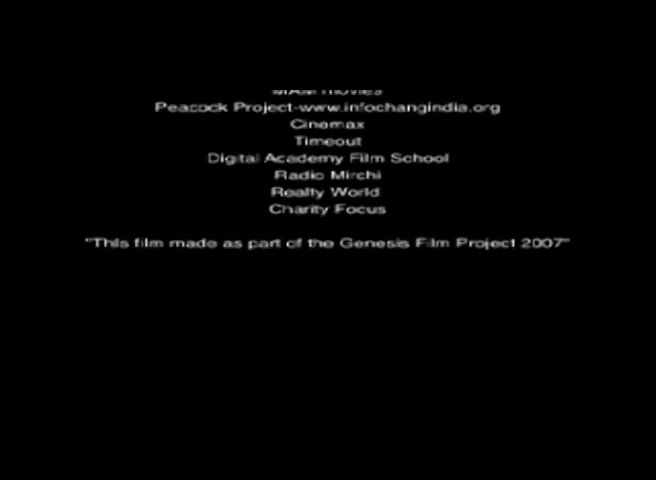 movies
Peacock Project-www.infochangindia.org
Cinemax
Timeout
Digital Academy Film School
Radio Mirchi
Realty World
Charity Focus
"This film made as part of the Genesis Film Project 2007"